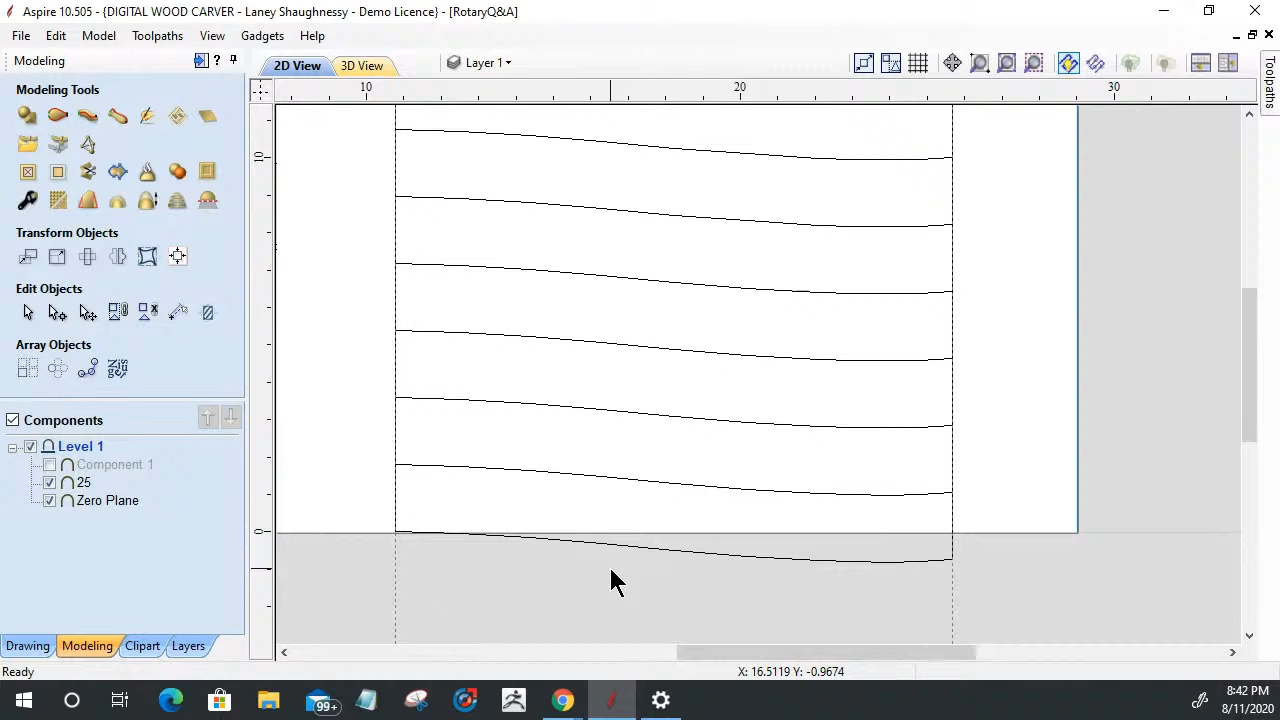 Aspire 10.505 - {DIGITAL WOOD CARVER - Laney Shaughnessy - Demo Licence} - [RotaryQ&A]
File Edit Model Toolpaths View Gadgets Help
Modeling
2D View 3D View Layer 1
Toolpaths
10 20 30
Modeling Tools
10
Transform Objects
Edit Objects
Array Objects
Components
Level 1
Component 1
25
Zero Plane
0
Drawing Modeling Clipart Layers
Ready X: 16.5119 Y: -0.9674
99+
8:42 PM
8/11/2020